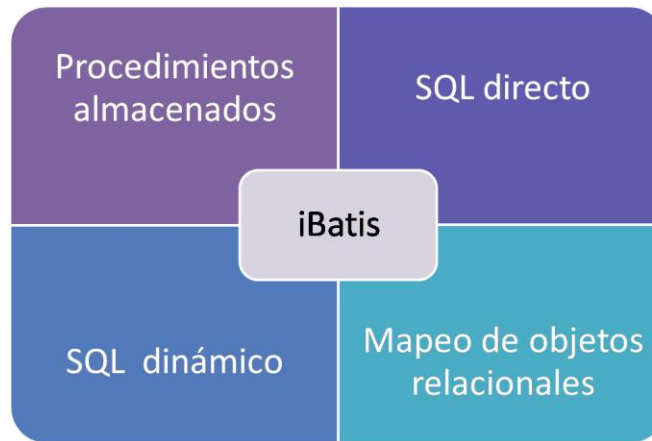 Procedimientos
almacenados
SQL directo
iBatis
SQL dinámico
Mapeo de objetos
relacionales